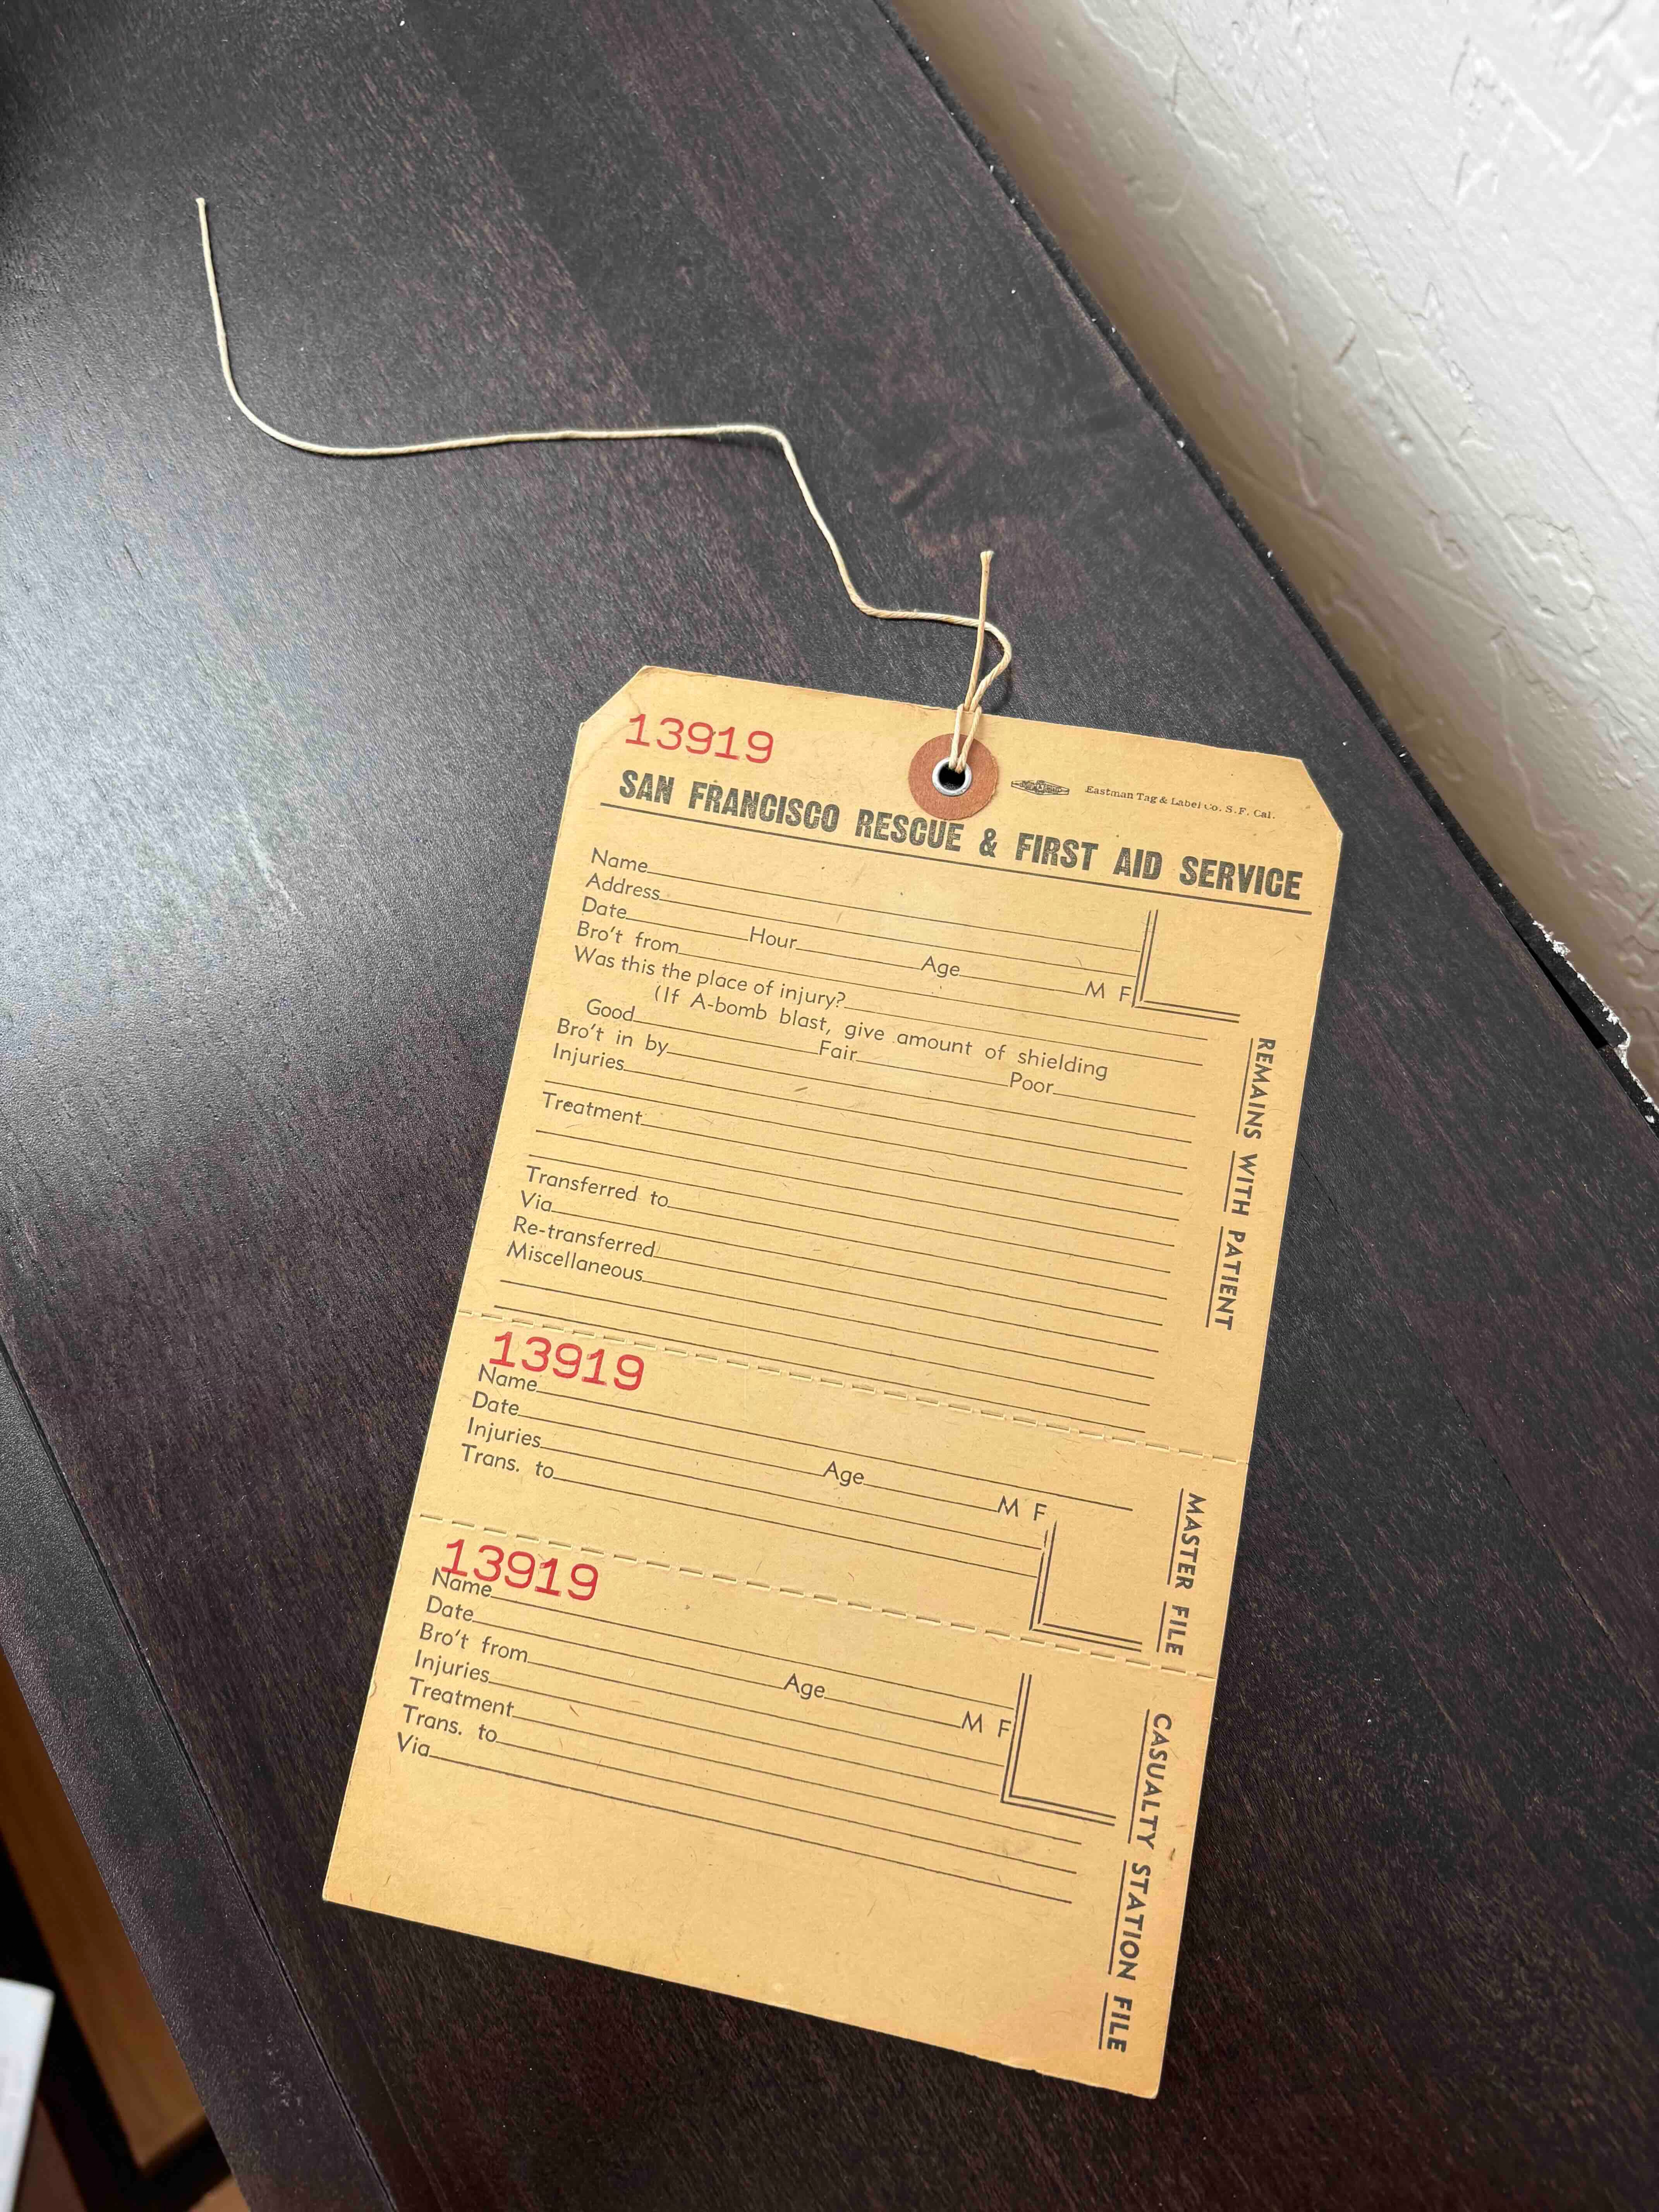 13919
Eastman Tag & Label Co. S.F. Cal.
SAN FRANCISCO RESCUE & FIRST AID SERVICE
Name
Address
Date Hour Age M F
Bro't from
Was this the place of injury?
(If A-bomb blast, give amount of shielding
Good Fair Poor
Bro't in by
Injuries
Treatment
Transferred to
Via
Re-transferred
Miscellaneous
REMAINS WITH PATIENT
13919
Name
Date Age M F
Injuries
Trans. to
MASTER FILE
13919
Name
Date Age M F
Bro't from
Injuries
Treatment
Trans. to
Via
CASUALTY STATION FILE